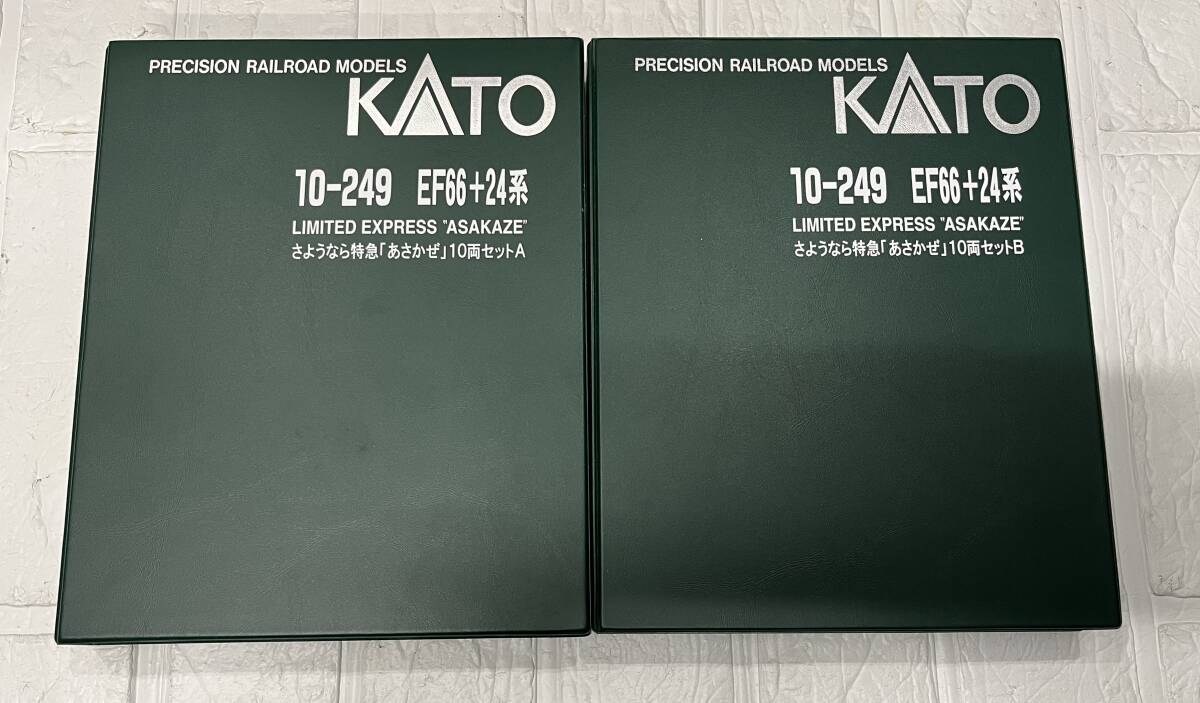 PRECISION RAILROAD MODELS
KATO
10-249 EF66+24系
LIMITED EXPRESS "ASAKAZE"
さようなら特急「あさかぜ」10両セットA
PRECISION RAILROAD MODELS
KATO
10-249 EF66+24系
LIMITED EXPRESS "ASAKAZE"
さようなら特急「あさかぜ」10両セットB